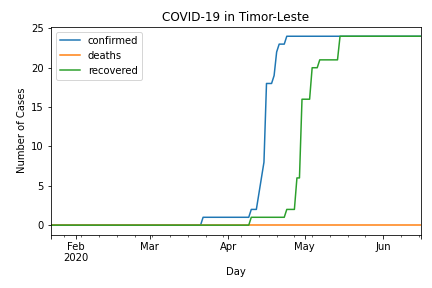 COVID-19 in Timor-Leste
confirmed
deaths
recovered
Number of Cases
25
20
15
10
5
0
Feb Mar Apr May Jun
2020
Day